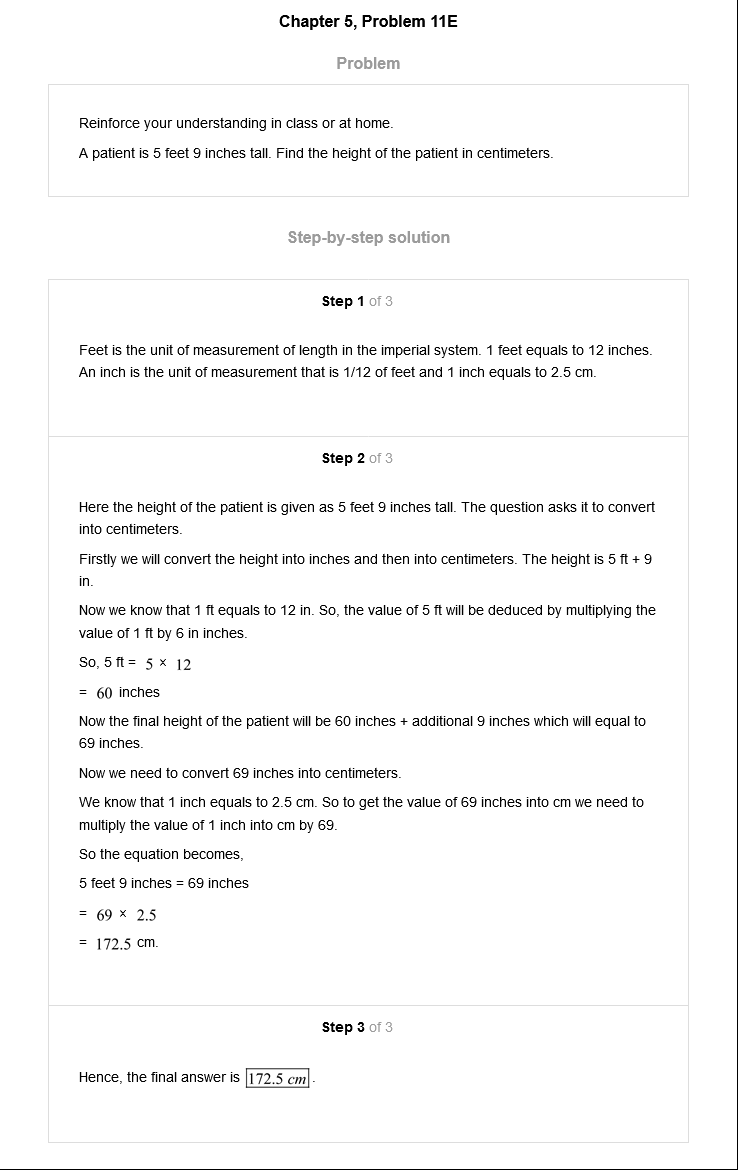 Chapter 5, Problem 11E
Problem
Reinforce your understanding in class or at home.
A patient is 5 feet 9 inches tall. Find the height of the patient in centimeters.
Step-by-step solution
Step 1 of 3
Feet is the unit of measurement of length in the imperial system. 1 feet equals to 12 inches.
An inch is the unit of measurement that is 1/12 of feet and 1 inch equals to 2.5 cm.
Step 2 of 3
Here the height of the patient is given as 5 feet 9 inches tall. The question asks it to convert
into centimeters.
Firstly we will convert the height into inches and then into centimeters. The height is 5 ft + 9
in.
Now we know that 1 ft equals to 12 in. So, the value of 5 ft will be deduced by multiplying the
value of 1 ft by 6 in inches.
So, 5 ft = 5 × 12
= 60 inches
Now the final height of the patient will be 60 inches + additional 9 inches which will equal to
69 inches.
Now we need to convert 69 inches into centimeters.
We know that 1 inch equals to 2.5 cm. So to get the value of 69 inches into cm we need to
multiply the value of 1 inch into cm by 69.
So the equation becomes,
5 feet 9 inches = 69 inches
= 69 × 2.5
= 172.5 cm.
Step 3 of 3
Hence, the final answer is 172.5 cm.